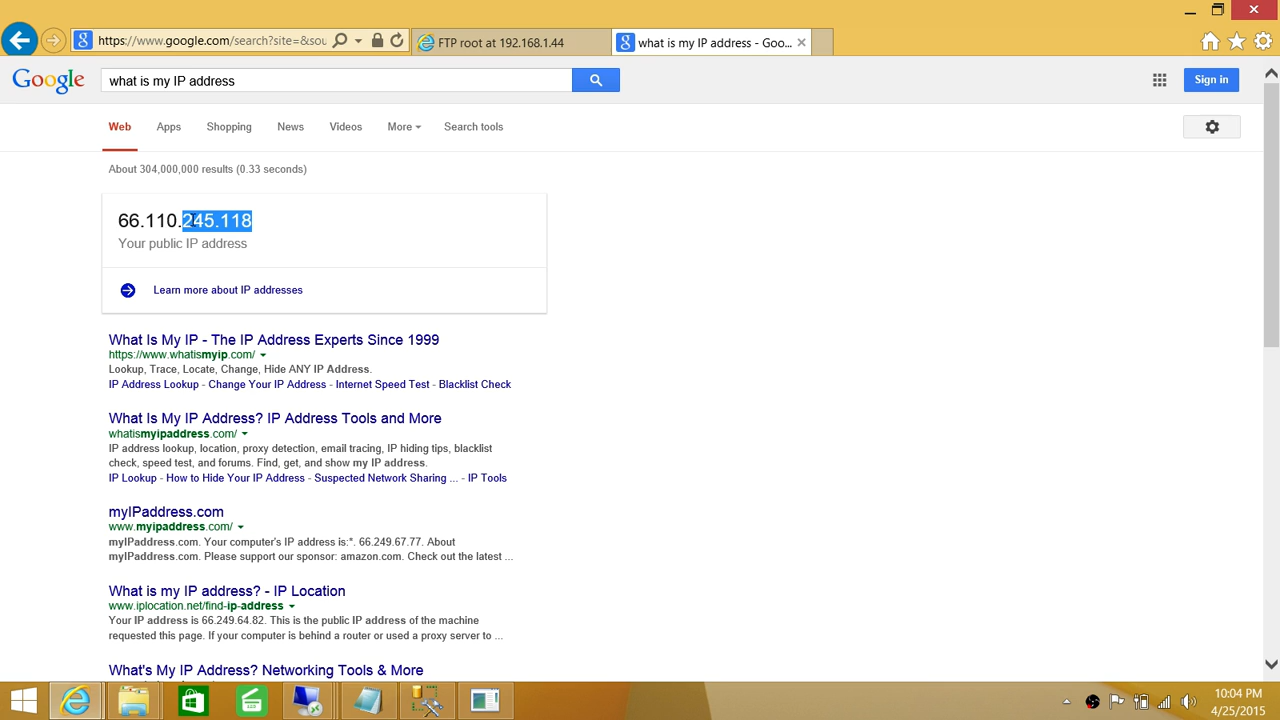 https://www.google.com/search?site=&sou
FTP root at 192.168.1.44
what is my IP address - Goo...
Google
what is my IP address
Sign in
Web Apps Shopping News Videos More Search tools
About 304,000,000 results (0.33 seconds)
66.110.245.118
Your public IP address
Learn more about IP addresses
What Is My IP - The IP Address Experts Since 1999
https://www.whatismyip.com/
Lookup, Trace, Locate, Change, Hide ANY IP Address.
IP Address Lookup - Change Your IP Address - Internet Speed Test - Blacklist Check
What Is My IP Address? IP Address Tools and More
whatismyipaddress.com/
IP address lookup, location, proxy detection, email tracing, IP hiding tips, blacklist
check, speed test, and forums. Find, get, and show my IP address.
IP Lookup - How to Hide Your IP Address - Suspected Network Sharing ... - IP Tools
myIPaddress.com
www.myipaddress.com/
myIPaddress.com. Your computer's IP address is:*. 66.249.67.77. About
myIPaddress.com. Please support our sponsor: amazon.com. Check out the latest ...
What is my IP address? - IP Location
www.iplocation.net/find-ip-address
Your IP address is 66.249.64.82. This is the public IP address of the machine
requested this page. If your computer is behind a router or used a proxy server to ...
What's My IP Address? Networking Tools & More
10:04 PM
4/25/2015